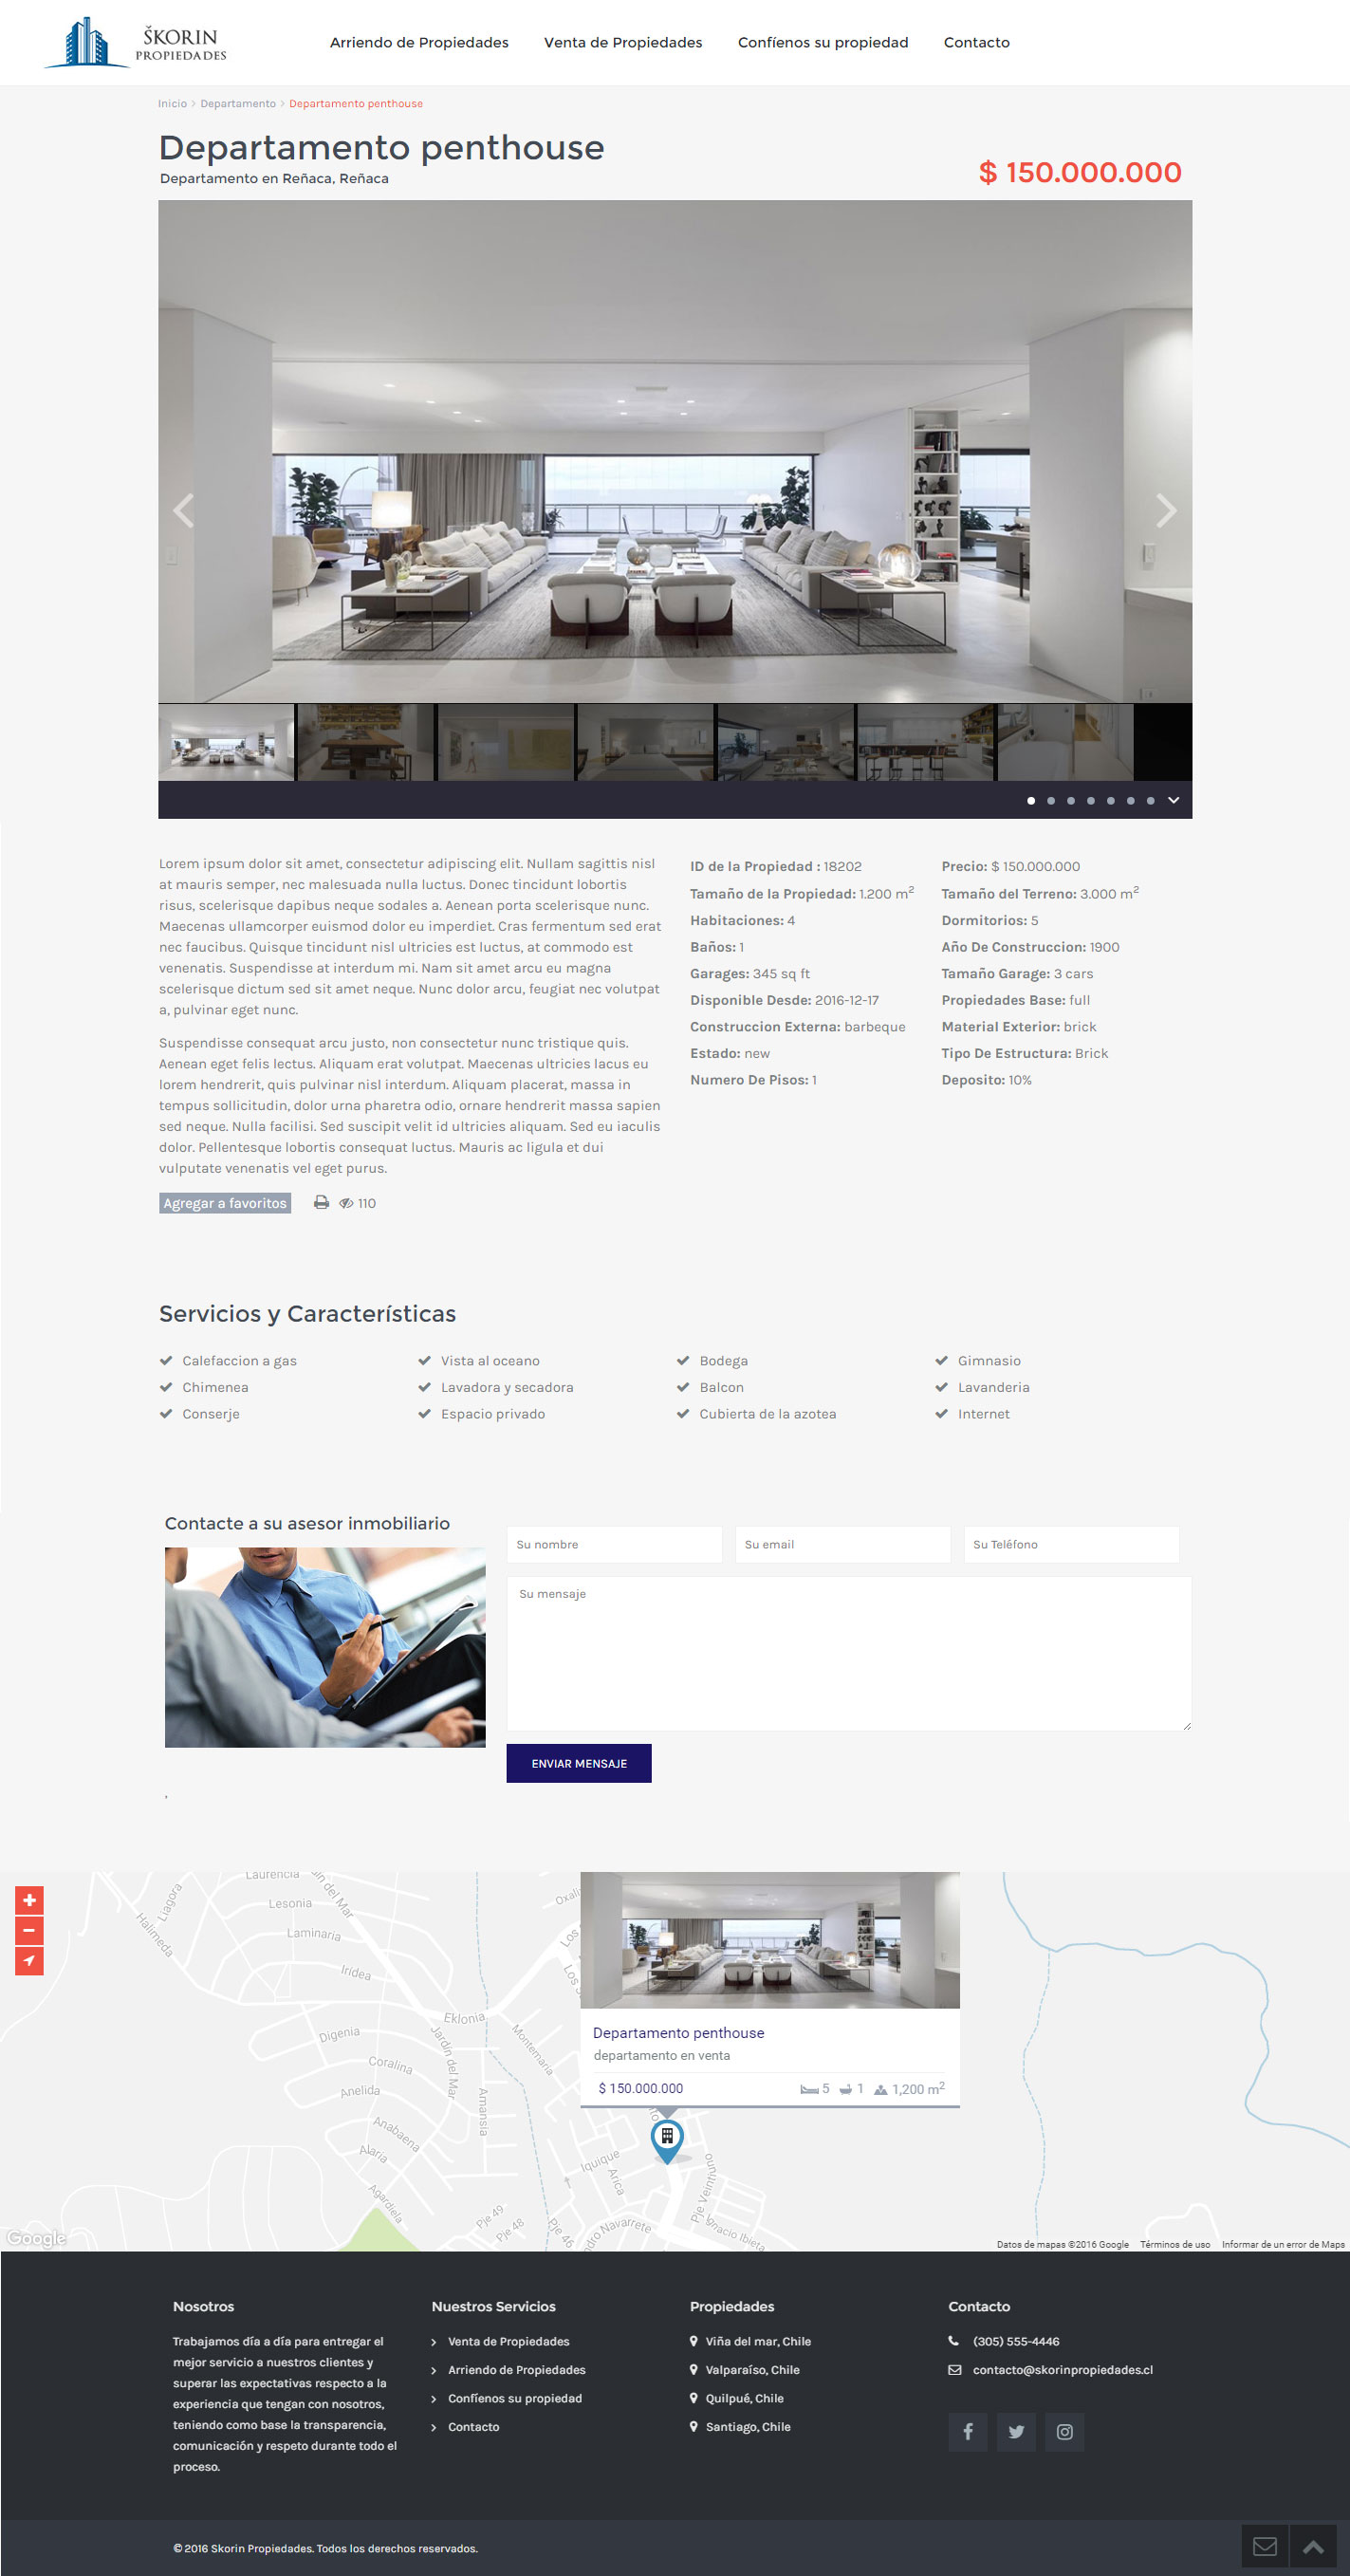 ŠKORIN
PROPIEDADES
Arriendo de Propiedades
Venta de Propiedades
Confíenos su propiedad
Contacto
Inicio > Departamento > Departamento penthouse
Departamento penthouse
Departamento en Reñaca, Reñaca
$ 150.000.000
Lorem ipsum dolor sit amet, consectetur adipiscing elit. Nullam sagittis nisl
at mauris semper, nec malesuada nulla luctus. Donec tincidunt lobortis
risus, scelerisque dapibus neque sodales a. Aenean porta scelerisque nunc.
Maecenas ullamcorper euismod dolor eu imperdiet. Cras fermentum sed erat
nec faucibus. Quisque tincidunt nisl ultricies est luctus, at commodo est
venenatis. Suspendisse at interdum mi. Nam sit amet arcu eu magna
scelerisque dictum sed sit amet neque. Nunc dolor arcu, feugiat nec volutpat
a, pulvinar eget nunc.
Suspendisse consequat arcu justo, non consectetur nunc tristique quis.
Aenean eget felis lectus. Aliquam erat volutpat. Maecenas ultricies lacus eu
lorem hendrerit, quis pulvinar nisl interdum. Aliquam placerat, massa in
tempus sollicitudin, dolor urna pharetra odio, ornare hendrerit massa sapien
sed neque. Nulla facilisi. Sed suscipit velit id ultricies aliquam. Sed eu iaculis
dolor. Pellentesque lobortis consequat luctus. Mauris ac ligula et dui
vulputate venenatis vel eget purus.
Agregar a favoritos 110
ID de la Propiedad : 18202
Tamaño de la Propiedad: 1.200 m²
Habitaciones: 4
Baños: 1
Garages: 345 sq ft
Disponible Desde: 2016-12-17
Construccion Externa: barbeque
Estado: new
Numero De Pisos: 1
Precio: $ 150.000.000
Tamaño del Terreno: 3.000 m²
Dormitorios: 5
Año De Construccion: 1900
Tamaño Garage: 3 cars
Propiedades Base: full
Material Exterior: brick
Tipo De Estructura: Brick
Deposito: 10%
Servicios y Características
Calefaccion a gas
Vista al oceano
Bodega
Gimnasio
Chimenea
Lavadora y secadora
Balcon
Lavanderia
Conserje
Espacio privado
Cubierta de la azotea
Internet
Contacte a su asesor inmobiliario
,
Su nombre
Su email
Su Teléfono
Su mensaje
ENVIAR MENSAJE
Laurencia
Liagora
Halimeda
Lesonia
Laminaria
Iridea
Eklonia
Digenia
Coralina
Anelida
Jardín del Mar
Montemaria
Amansia
Anabaena
Alaria
Agardiela
Pje 49
Pje 48
Pje 46
Iquique
Arica
Ignacio Ibieta
Departamento penthouse
departamento en venta
$ 150.000.000
5 1 1,200 m²
Google
Datos de mapas ©2016 Google
Términos de uso
Informar de un error de Maps
Nosotros
Trabajamos día a día para entregar el
mejor servicio a nuestros clientes y
superar las expectativas respecto a la
experiencia que tengan con nosotros,
teniendo como base la transparencia,
comunicación y respeto durante todo el
proceso.
Nuestros Servicios
Venta de Propiedades
Arriendo de Propiedades
Confíenos su propiedad
Contacto
Propiedades
Viña del mar, Chile
Valparaíso, Chile
Quilpué, Chile
Santiago, Chile
Contacto
(305) 555-4446
contacto@skorinpropiedades.cl
© 2016 Skorin Propiedades. Todos los derechos reservados.